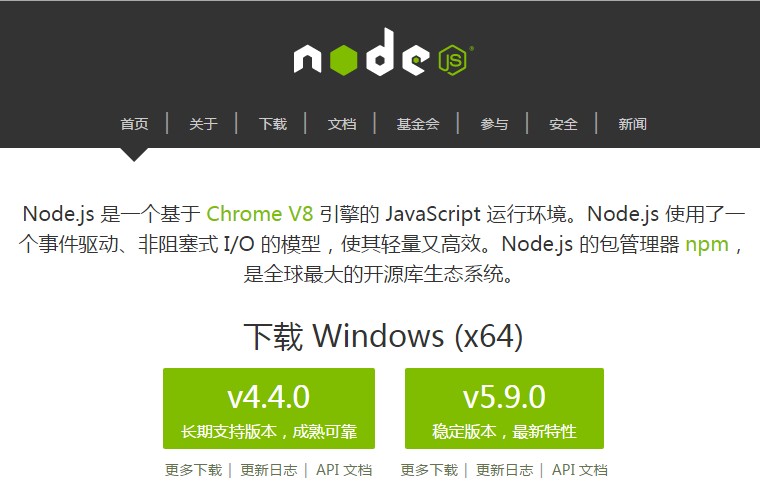 node JS
首页 | 关于 | 下载 | 文档 | 基金会 | 参与 | 安全 | 新闻
Node.js 是一个基于 Chrome V8 引擎的 JavaScript 运行环境。Node.js 使用了一
个事件驱动、非阻塞式 I/O 的模型，使其轻量又高效。Node.js 的包管理器 npm，
是全球最大的开源库生态系统。
下载 Windows (x64)
v4.4.0
长期支持版本，成熟可靠
v5.9.0
稳定版本，最新特性
更多下载 | 更新日志 | API 文档
更多下载 | 更新日志 | API 文档